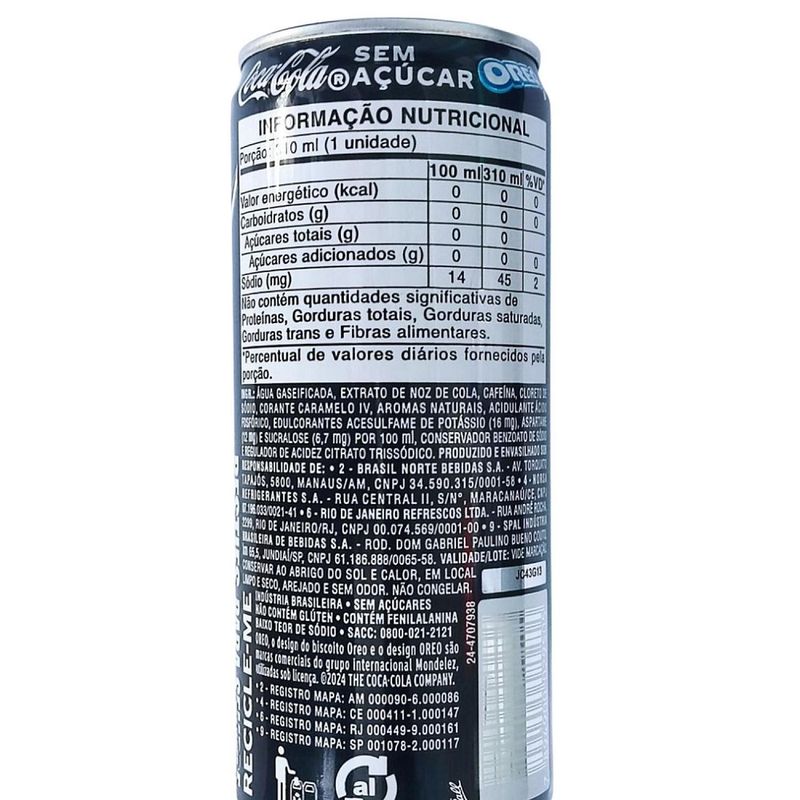 Coca-Cola® SEM AÇÚCAR OREO
INFORMAÇÃO NUTRICIONAL
Porção: 310 ml (1 unidade)
100 ml 310 ml %VD*
Valor energético (kcal) 0 0 0
Carboidratos (g) 0 0 0
Açúcares totais (g) 0 0
Açúcares adicionados (g) 0 0 0
Sódio (mg) 14 45 2
Não contém quantidades significativas de
Proteínas, Gorduras totais, Gorduras saturadas,
Gorduras trans e Fibras alimentares.
*Percentual de valores diários fornecidos pela
porção.
INGR.: ÁGUA GASEIFICADA, EXTRATO DE NOZ DE COLA, CAFEÍNA, CLORETO DE
SÓDIO, CORANTE CARAMELO IV, AROMAS NATURAIS, ACIDULANTE ÁCIDO
FOSFÓRICO, EDULCORANTES ACESULFAME DE POTÁSSIO (16 mg), ASPARTAME
(12 mg) E SUCRALOSE (6,7 mg) POR 100 ml, CONSERVADOR BENZOATO DE SÓDIO
E REGULADOR DE ACIDEZ CITRATO TRISSÓDICO. PRODUZIDO E ENVASILHADO SOB
RESPONSABILIDADE DE: • 2 - BRASIL NORTE BEBIDAS S.A. - AV. TORQUATO
TAPAJÓS, 5800, MANAUS/AM, CNPJ 34.590.315/0001-58 • 4 - NORSA
REFRIGERANTES S.A. - RUA CENTRAL II, S/Nº, MARACANAÚ/CE, CNPJ
07.196.033/0021-41 • 6 - RIO DE JANEIRO REFRESCOS LTDA. - RUA ANDRÉ ROCHA,
2299, RIO DE JANEIRO/RJ, CNPJ 00.074.569/0001-00 • 9 - SPAL INDÚSTRIA
BRASILEIRA DE BEBIDAS S.A. - ROD. DOM GABRIEL PAULINO BUENO COUTO,
KM 65,5, JUNDIAÍ/SP, CNPJ 61.186.888/0065-58. VALIDADE/LOTE: VIDE MARCAÇÃO.
CONSERVAR AO ABRIGO DO SOL E CALOR, EM LOCAL
LIMPO E SECO, AREJADO E SEM ODOR. NÃO CONGELAR.
INDÚSTRIA BRASILEIRA • SEM AÇÚCARES
NÃO CONTÉM GLÚTEN • CONTÉM FENILALANINA
BAIXO TEOR DE SÓDIO • SACC: 0800-021-2121
OREO, o design do biscoito Oreo e o design OREO são
marcas comerciais do grupo internacional Mondelez,
utilizadas sob licença. ©2024 THE COCA-COLA COMPANY.
• 2 - REGISTRO MAPA: AM 000090-6.000086
• 4 - REGISTRO MAPA: CE 000411-1.000147
• 6 - REGISTRO MAPA: RJ 000449-9.000161
• 9 - REGISTRO MAPA: SP 001078-2.000117
JC43G13
24-4707938
RECICLE-ME
al